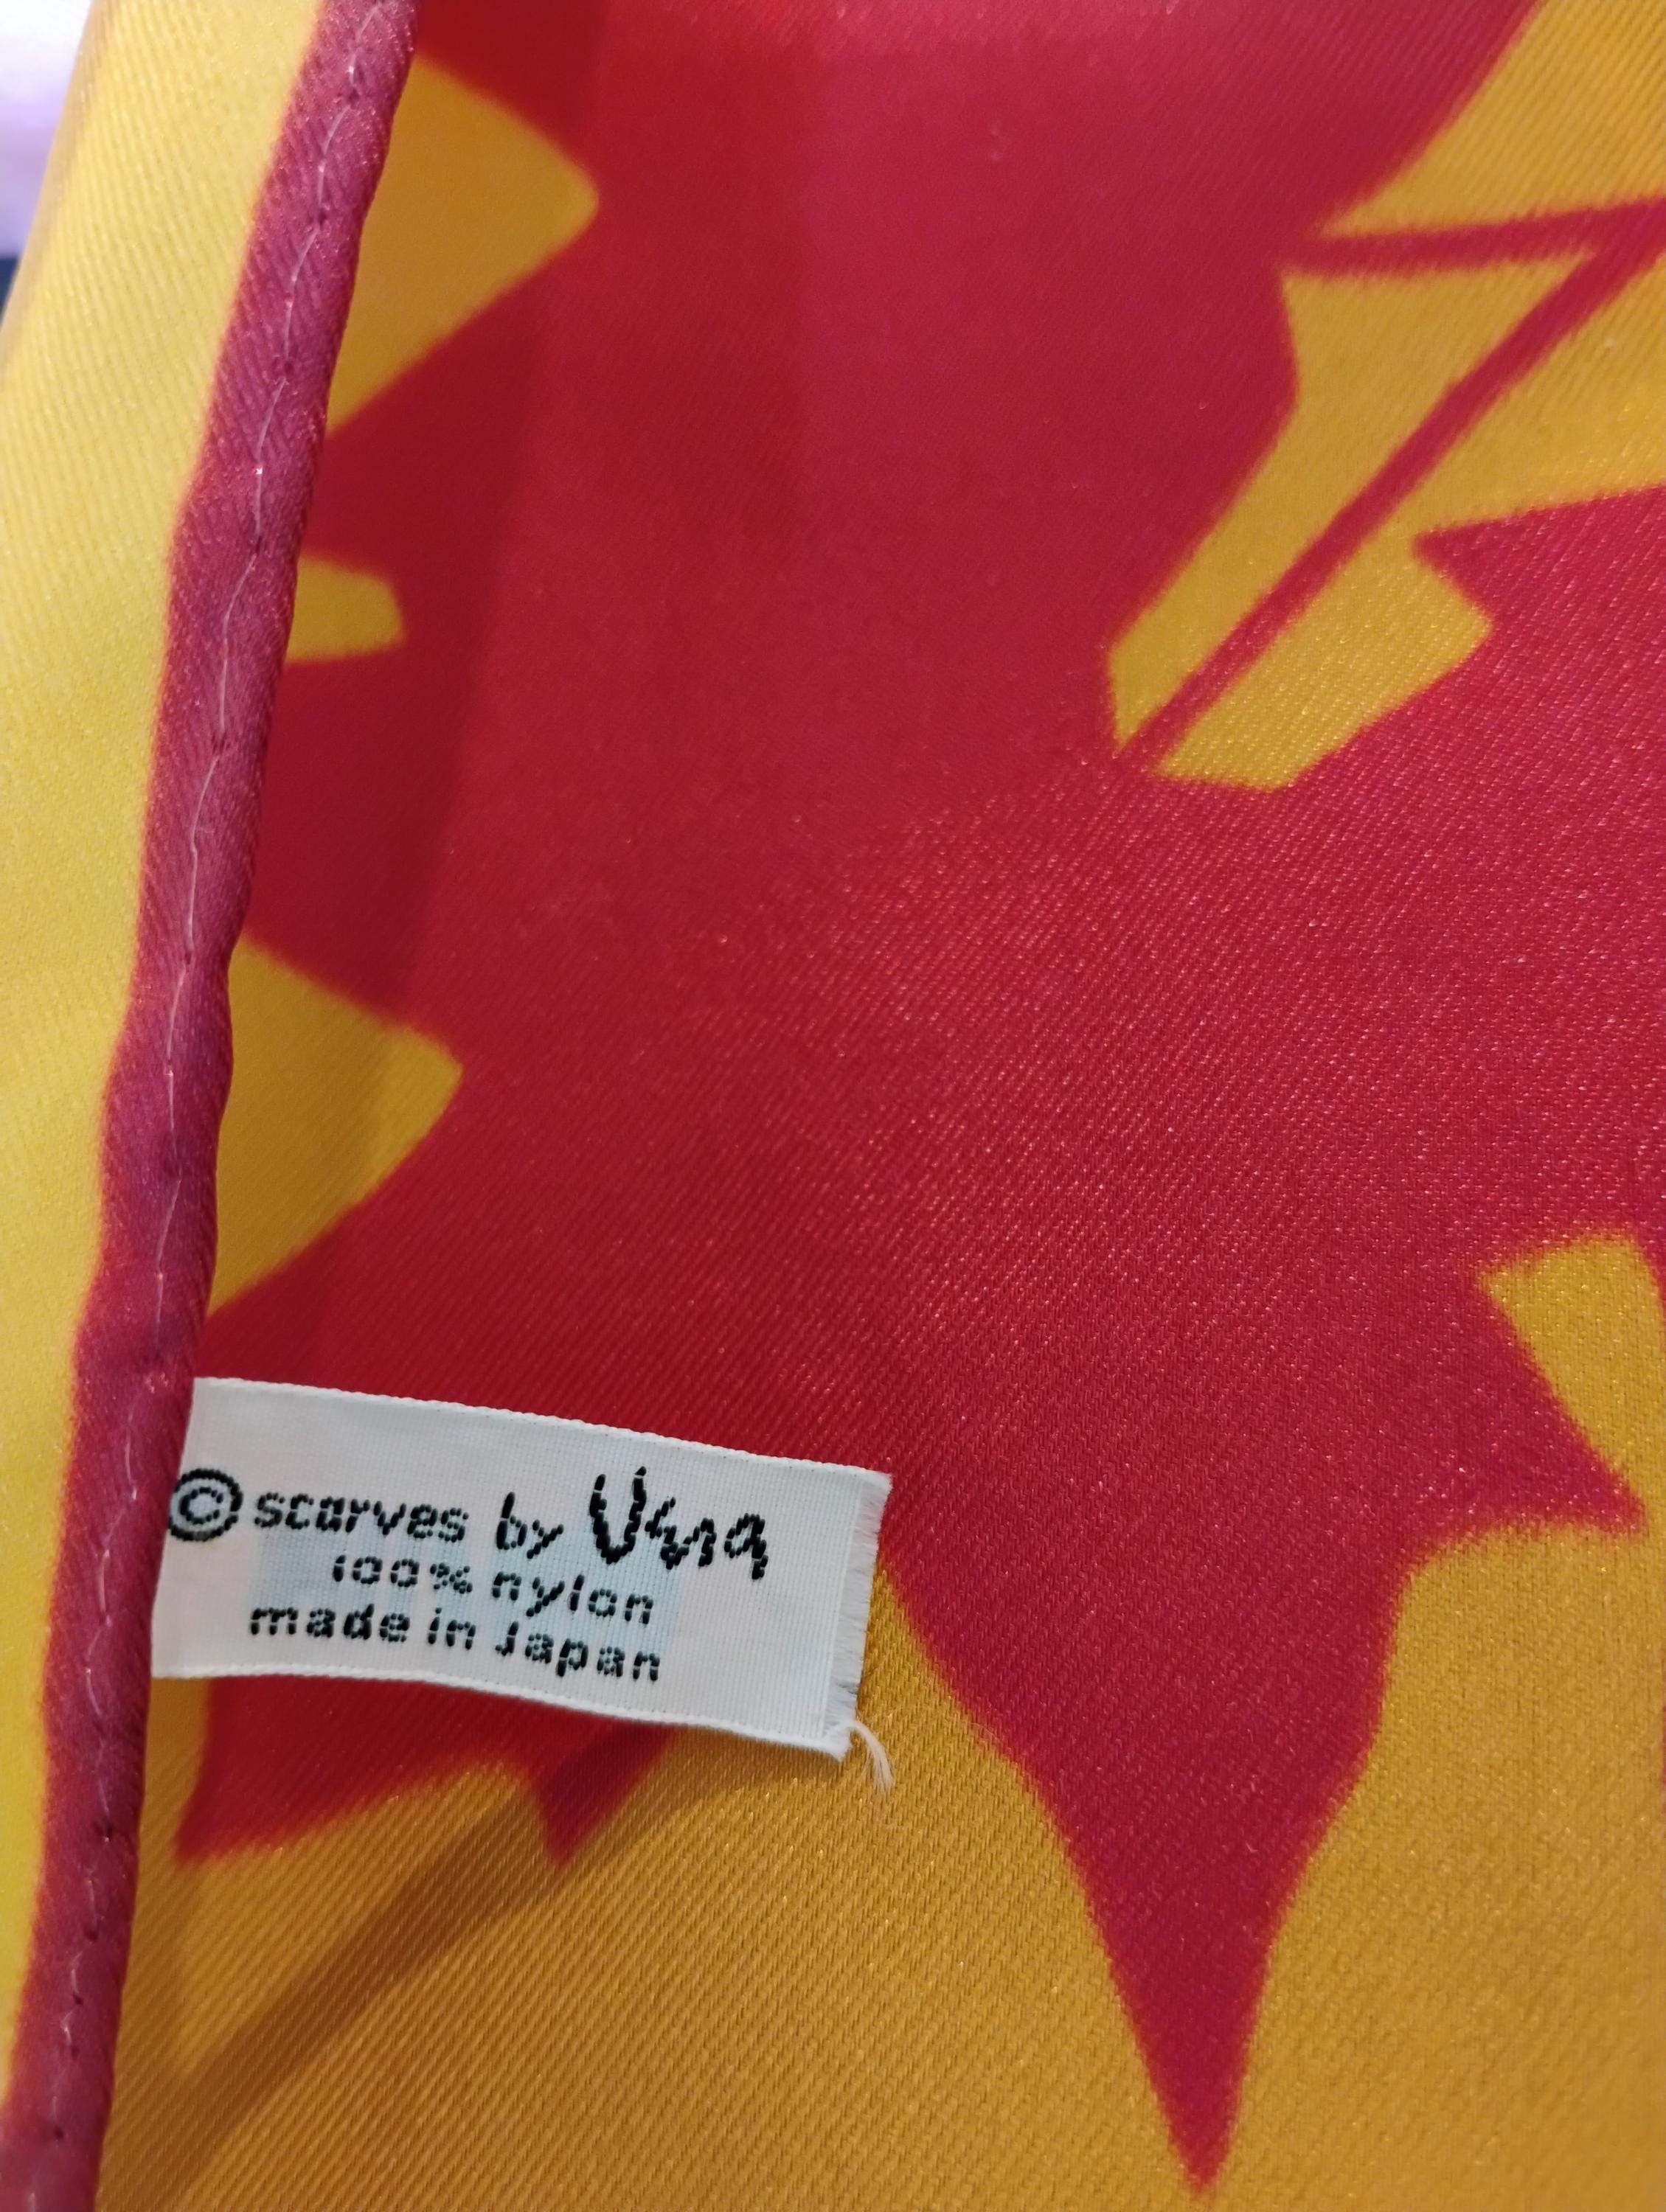 © scarves by Vera
100% nylon
made in Japan